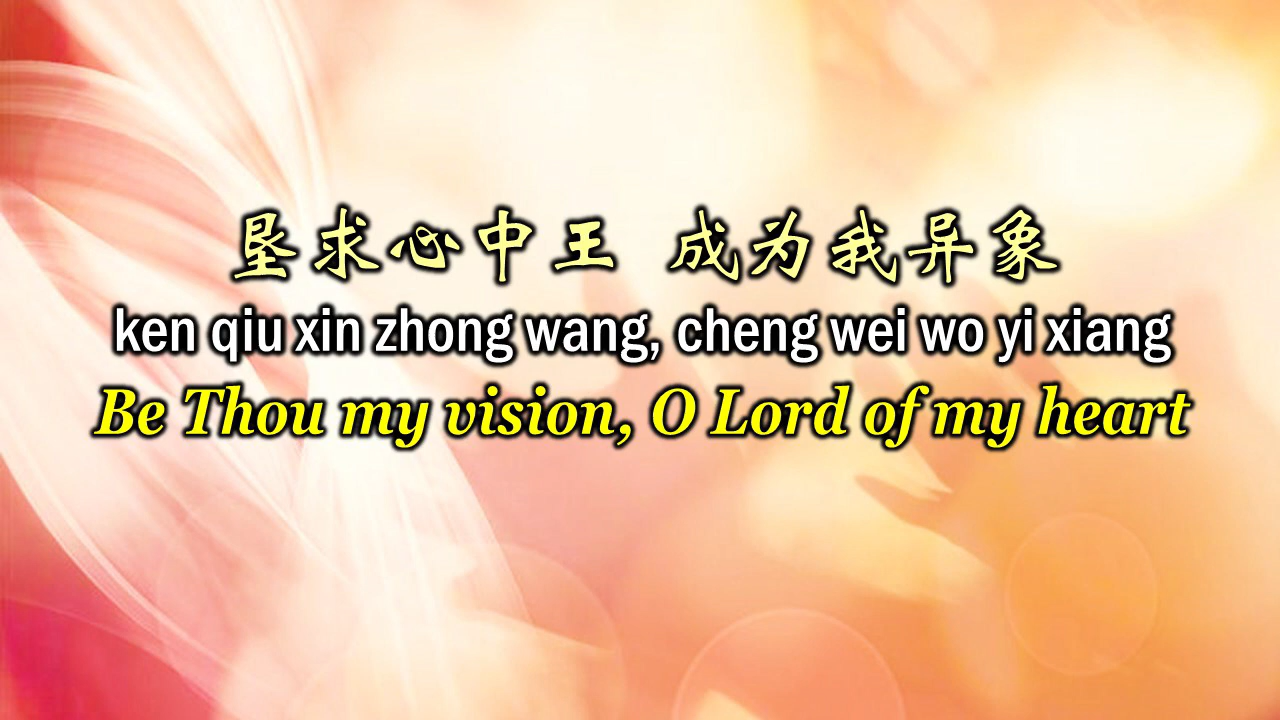 垦求心中王 成为我异象
ken qiu xin zhong wang, cheng wei wo yi xiang
Be Thou my vision, O Lord of my heart